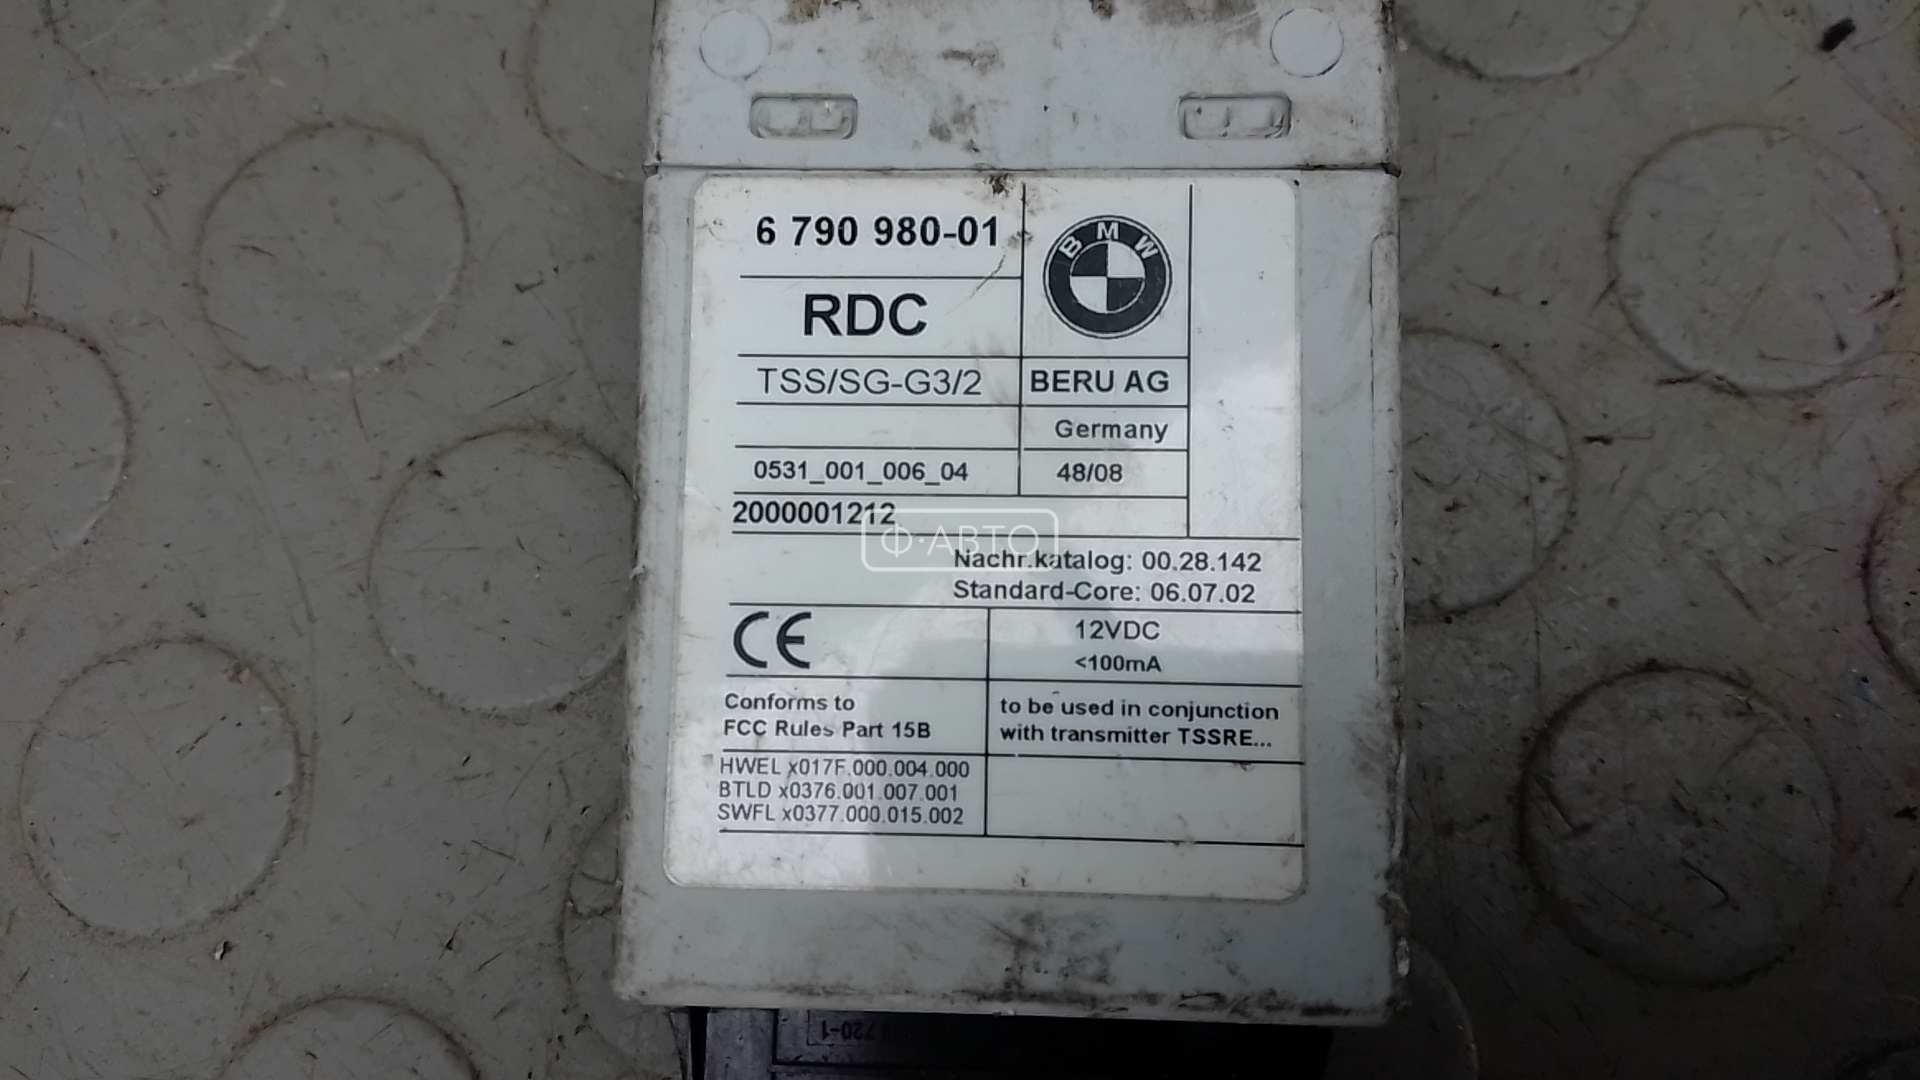 6 790 980-01
BMW
RDC
TSS/SG-G3/2
BERU AG
Germany
0531_001_006_04
48/08
2000001212
Ф·АВТО
Nachr.katalog: 00.28.142
Standard-Core: 06.07.02
CE
12VDC
<100mA
Conforms to
FCC Rules Part 15B
to be used in conjunction
with transmitter TSSRE...
HWEL x017F.000.004.000
BTLD x0376.001.007.001
SWFL x0377.000.015.002
720-1